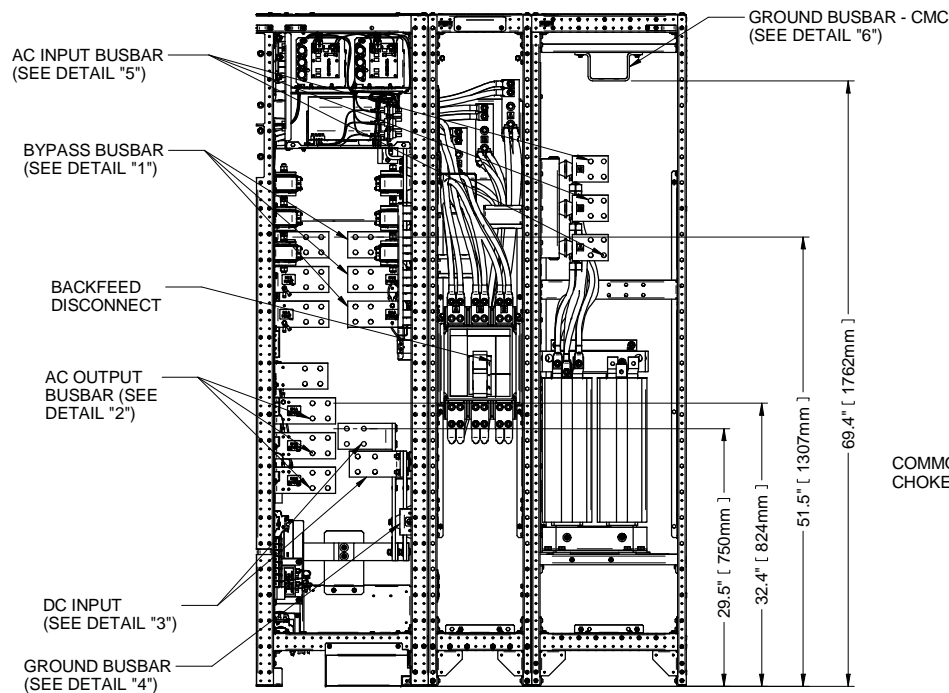 GROUND BUSBAR - CMC
(SEE DETAIL "6")
AC INPUT BUSBAR
(SEE DETAIL "5")
BYPASS BUSBAR
(SEE DETAIL "1")
BACKFEED
DISCONNECT
AC OUTPUT
BUSBAR (SEE
DETAIL "2")
DC INPUT
(SEE DETAIL "3")
GROUND BUSBAR
(SEE DETAIL "4")
29.5" [ 750mm ]
32.4" [ 824mm ]
51.5" [ 1307mm ]
69.4" [ 1762mm ]
COMMO
CHOKE